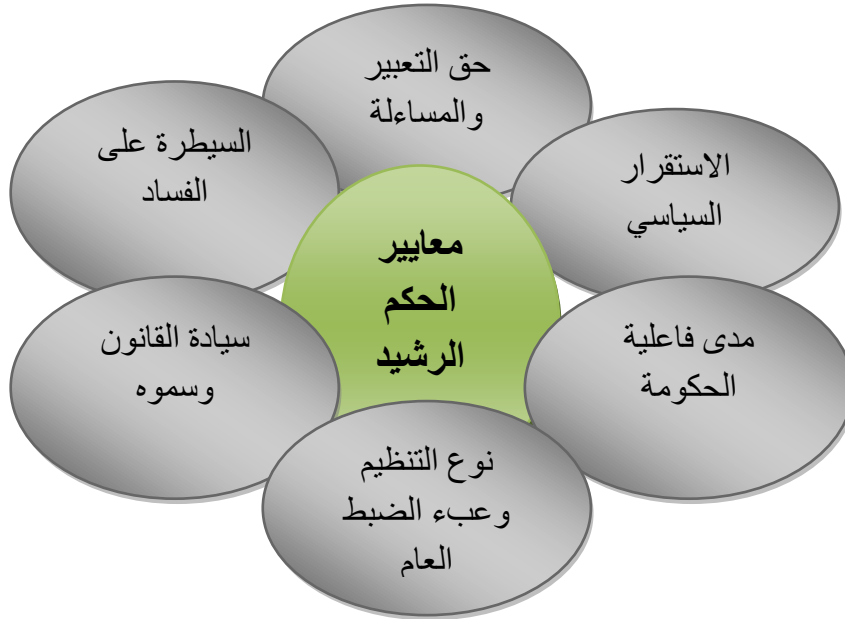 معايير
الحكم
الرشيد
حق التعبير
والمساءلة
الاستقرار
السياسي
مدى فاعلية
الحكومة
نوع التنظيم
وعبء الضبط
العام
سيادة القانون
وسموه
السيطرة على
الفساد